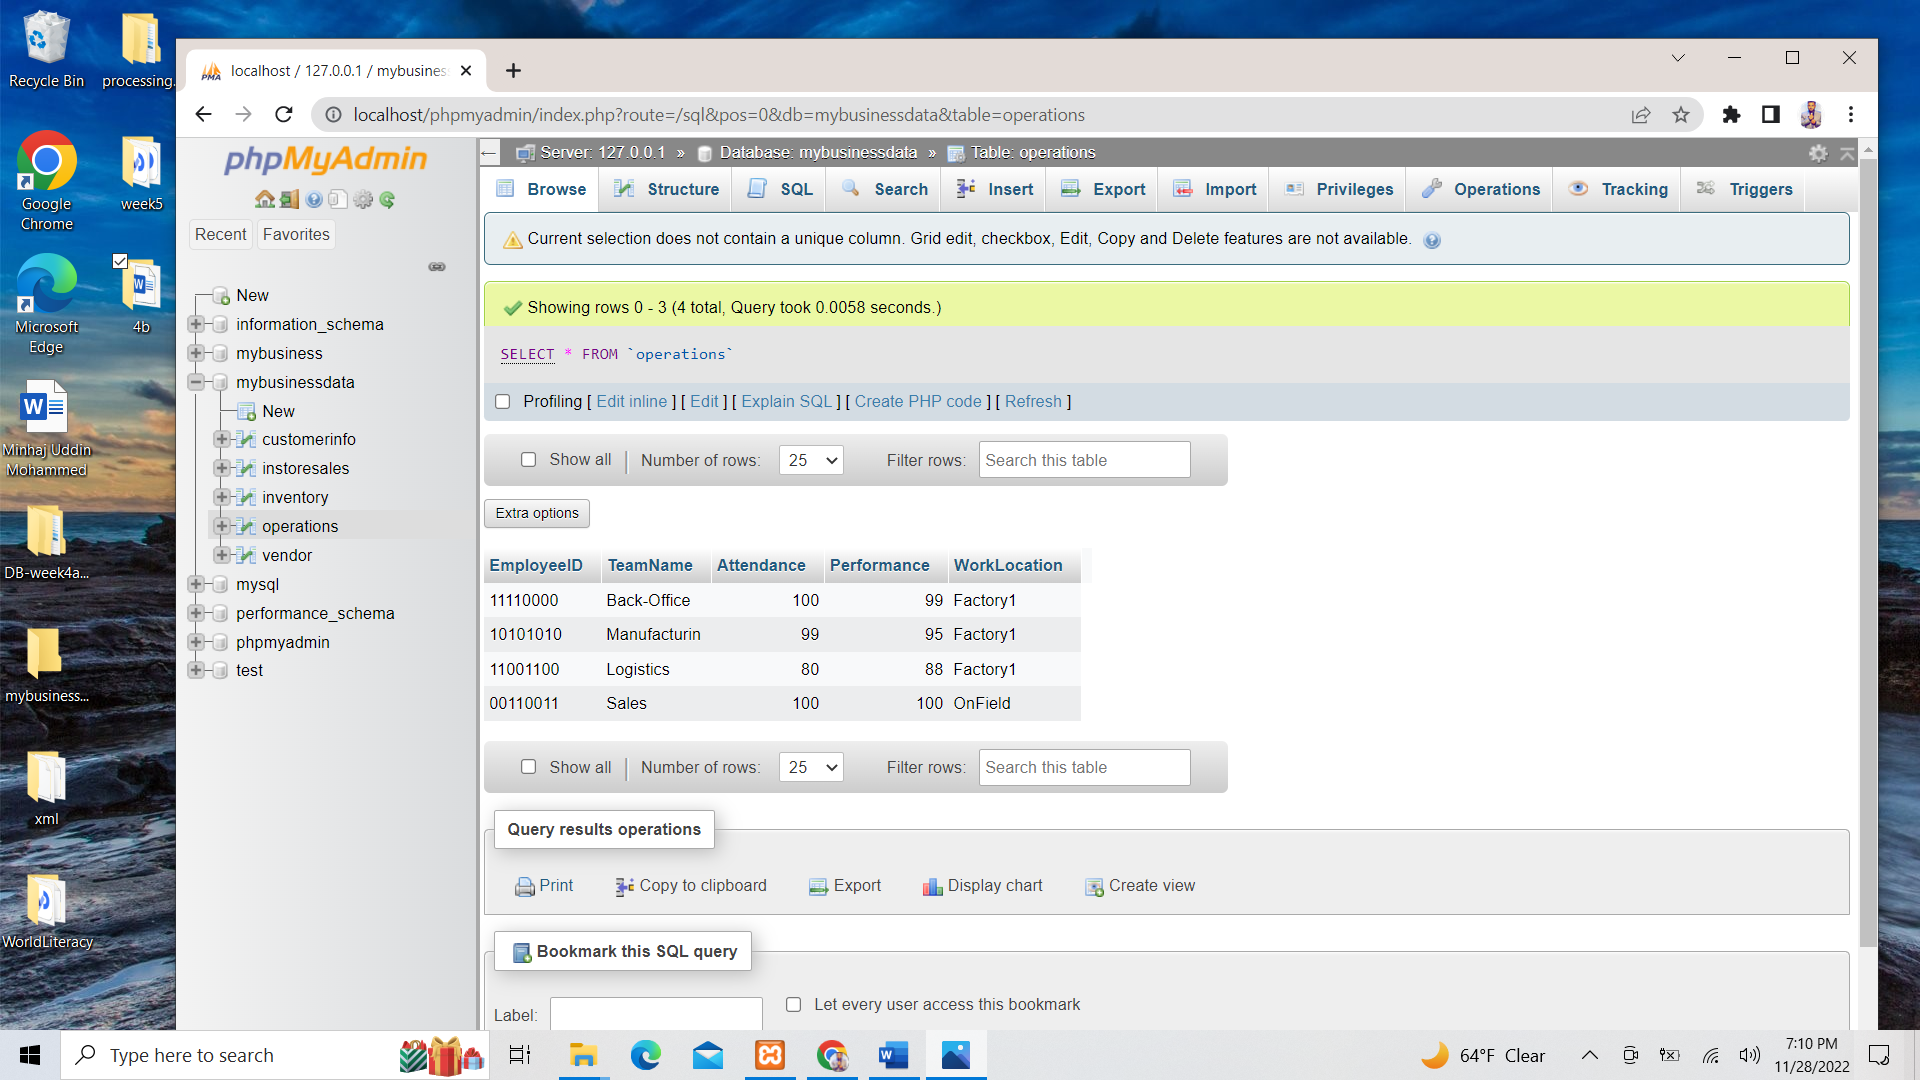 Recycle Bin
processing.
Google Chrome
week5
Microsoft Edge
4b
Minhaj Uddin Mohammed
DB-week4a...
mybusiness...
xml
WorldLiteracy
localhost / 127.0.0.1 / mybusines
localhost/phpmyadmin/index.php?route=/sql&pos=0&db=mybusinessdata&table=operations
phpMyAdmin
Recent Favorites
New
information_schema
mybusiness
mybusinessdata
New
customerinfo
instoresales
inventory
operations
vendor
mysql
performance_schema
phpmyadmin
test
Server: 127.0.0.1 » Database: mybusinessdata » Table: operations
Browse Structure SQL Search Insert Export Import Privileges Operations Tracking Triggers
Current selection does not contain a unique column. Grid edit, checkbox, Edit, Copy and Delete features are not available.
Showing rows 0 - 3 (4 total, Query took 0.0058 seconds.)
SELECT * FROM `operations`
Profiling [ Edit inline ] [ Edit ] [ Explain SQL ] [ Create PHP code ] [ Refresh ]
Show all | Number of rows: 25 Filter rows: Search this table
Extra options
EmployeeID TeamName Attendance Performance WorkLocation
11110000 Back-Office 100 99 Factory1
10101010 Manufacturin 99 95 Factory1
11001100 Logistics 80 88 Factory1
00110011 Sales 100 100 OnField
Show all | Number of rows: 25 Filter rows: Search this table
Query results operations
Print Copy to clipboard Export Display chart Create view
Bookmark this SQL query
Label: Let every user access this bookmark
Type here to search
64°F Clear
7:10 PM
11/28/2022